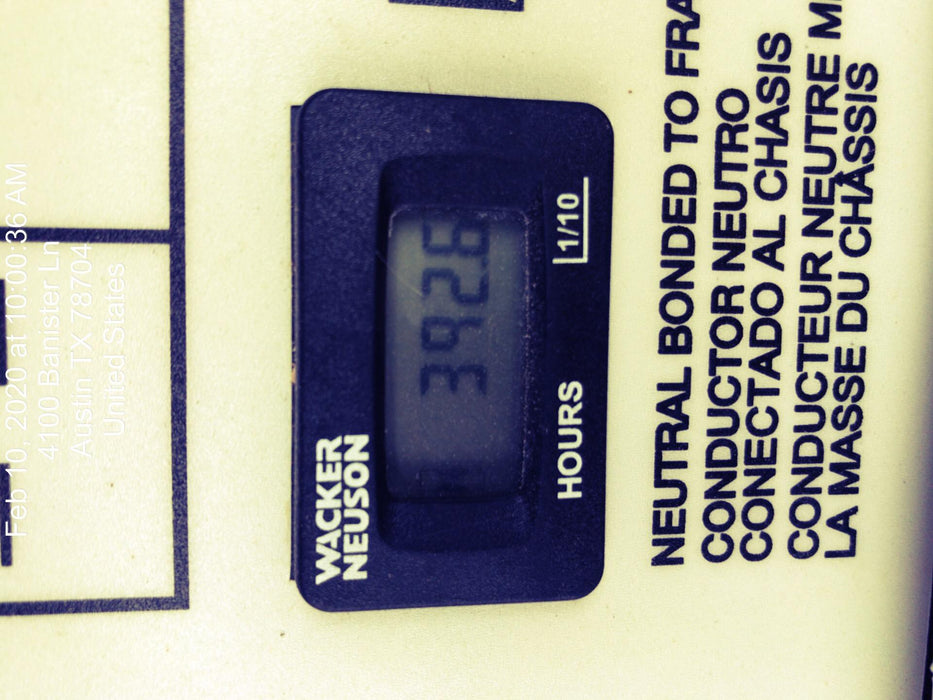 Feb 10, 2020 at 10:00:36 AM
4100 Banister Ln
Austin TX 78704
United States
WACKER
NEUSON
3926
HOURS 1/10
NEUTRAL BONDED TO FRA
CONDUCTOR NEUTRO
CONECTADO AL CHASIS
CONDUCTEUR NEUTRE M
LA MASSE DU CHÂSSIS